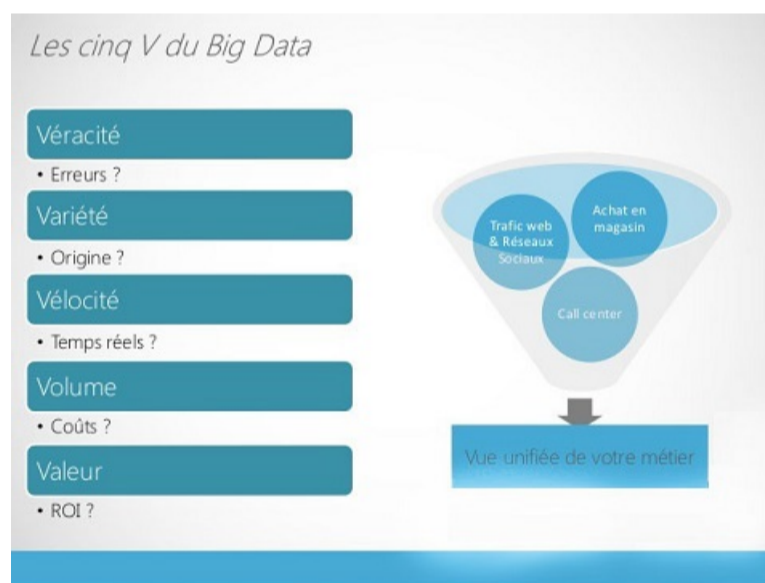 Les cinq V du Big Data
Véracité
• Erreurs ?
Variété
• Origine ?
Vélocité
• Temps réels ?
Volume
• Coûts ?
Valeur
• ROI ?
Trafic web
& Réseaux
Sociaux
Achat en
magasin
Call center
Vue unifiée de votre métier